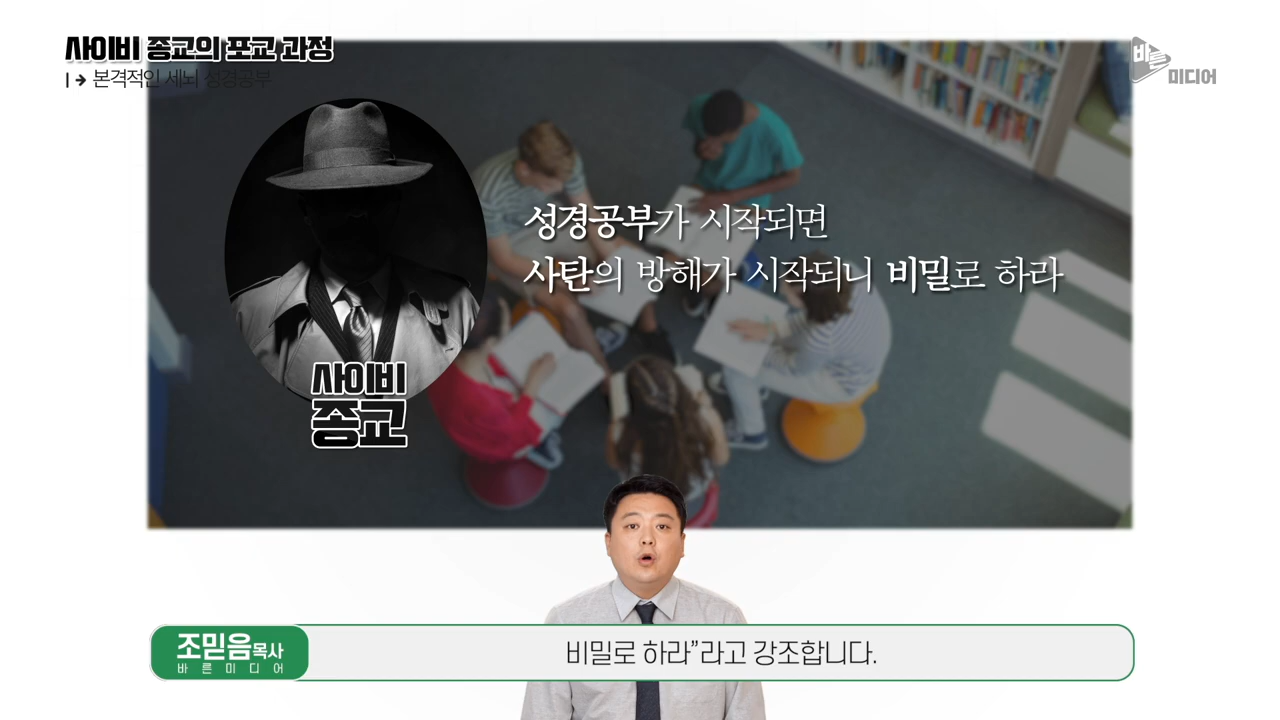 사이비 종교의 포교 과정
I → 본격적인 세뇌 성경공부
바른
미디어
성경공부가 시작되면
사탄의 방해가 시작되니 비밀로 하라
사이비
종교
조믿음목사
바른미디어
비밀로 하라”라고 강조합니다.